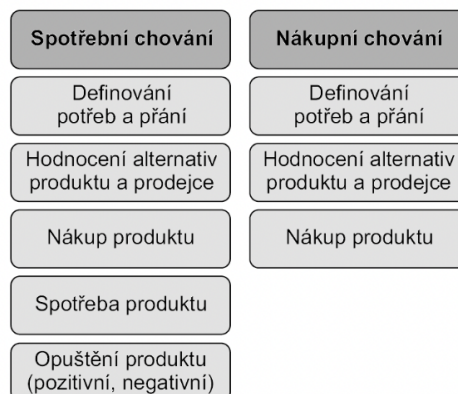 Spotřební chování
Definování
potřeb a přání
Hodnocení alternativ
produktu a prodejce
Nákup produktu
Spotřeba produktu
Opuštění produktu
(pozitivní, negativní)
Nákupní chování
Definování
potřeb a přání
Hodnocení alternativ
produktu a prodejce
Nákup produktu